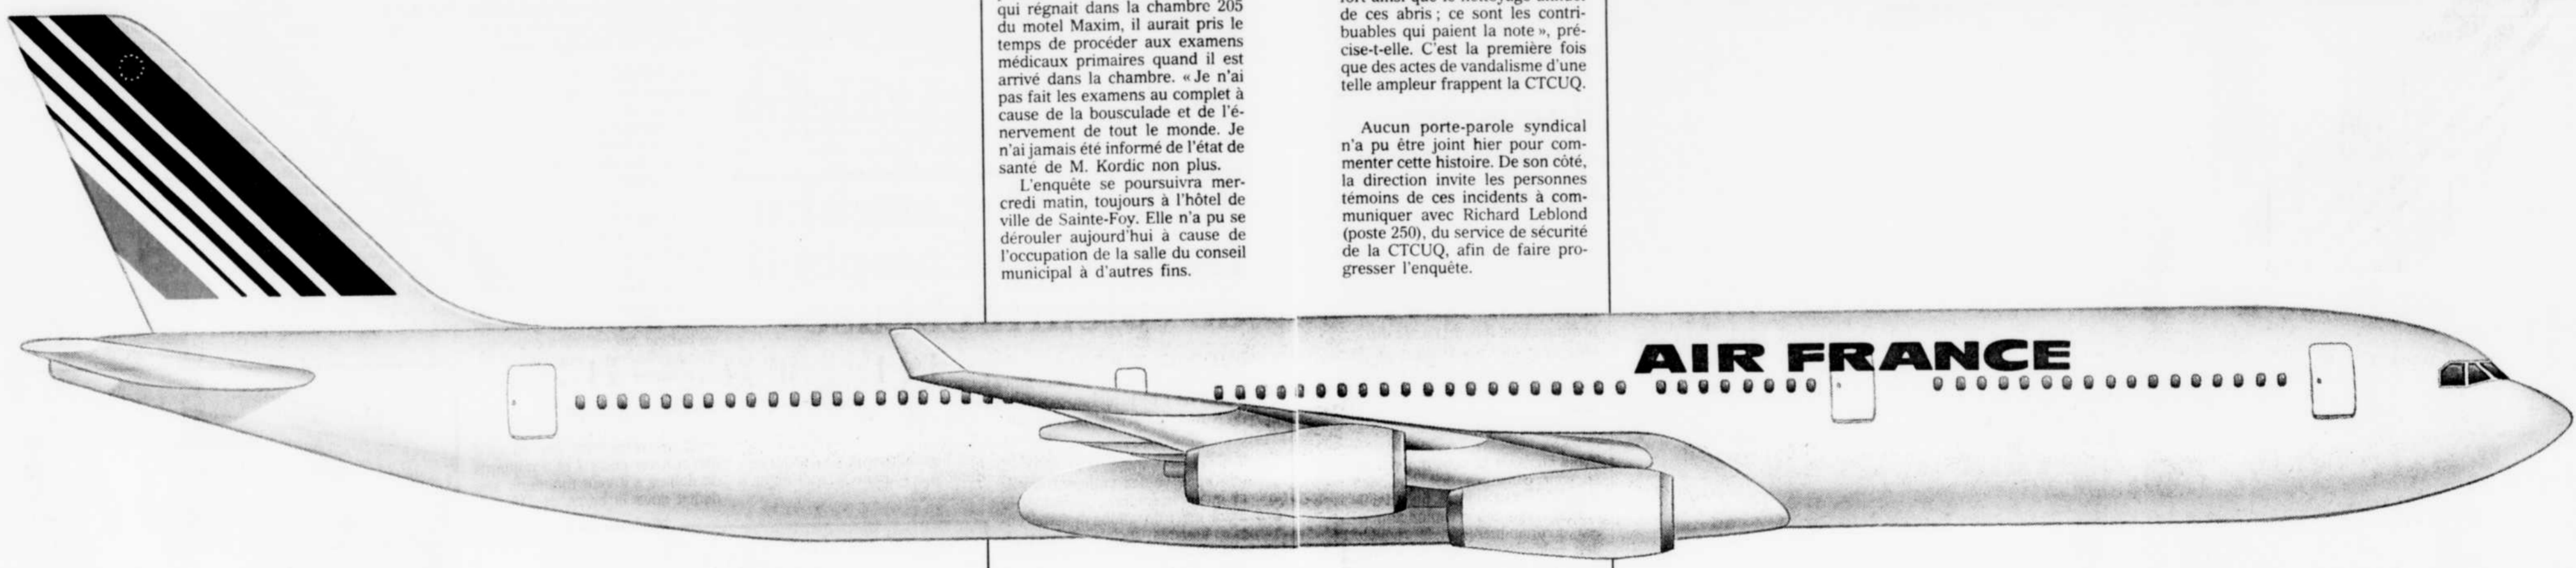 qui régnait dans la chambre 205
du motel Maxim, il aurait pris le
temps de procéder aux examens
médicaux primaires quand il est
arrivé dans la chambre. « Je n'ai
pas fait les examens au complet à
cause de la bousculade et de l'é-
nervement de tout le monde. Je
n'ai jamais été informé de l'état de
santé de M. Kordic non plus.
L'enquête se poursuivra mer-
credi matin, toujours à l'hôtel de
ville de Sainte-Foy. Elle n'a pu se
dérouler aujourd'hui à cause de
l'occupation de la salle du conseil
municipal à d'autres fins.
de ces abris ; ce sont les contri-
buables qui paient la note », pré-
cise-t-elle. C'est la première fois
que des actes de vandalisme d'une
telle ampleur frappent la CTCUQ.
Aucun porte-parole syndical
n'a pu être joint hier pour com-
menter cette histoire. De son côté,
la direction invite les personnes
témoins de ces incidents à com-
muniquer avec Richard Leblond
(poste 250), du service de sécurité
de la CTCUQ, afin de faire pro-
gresser l'enquête.
AIR FRANCE